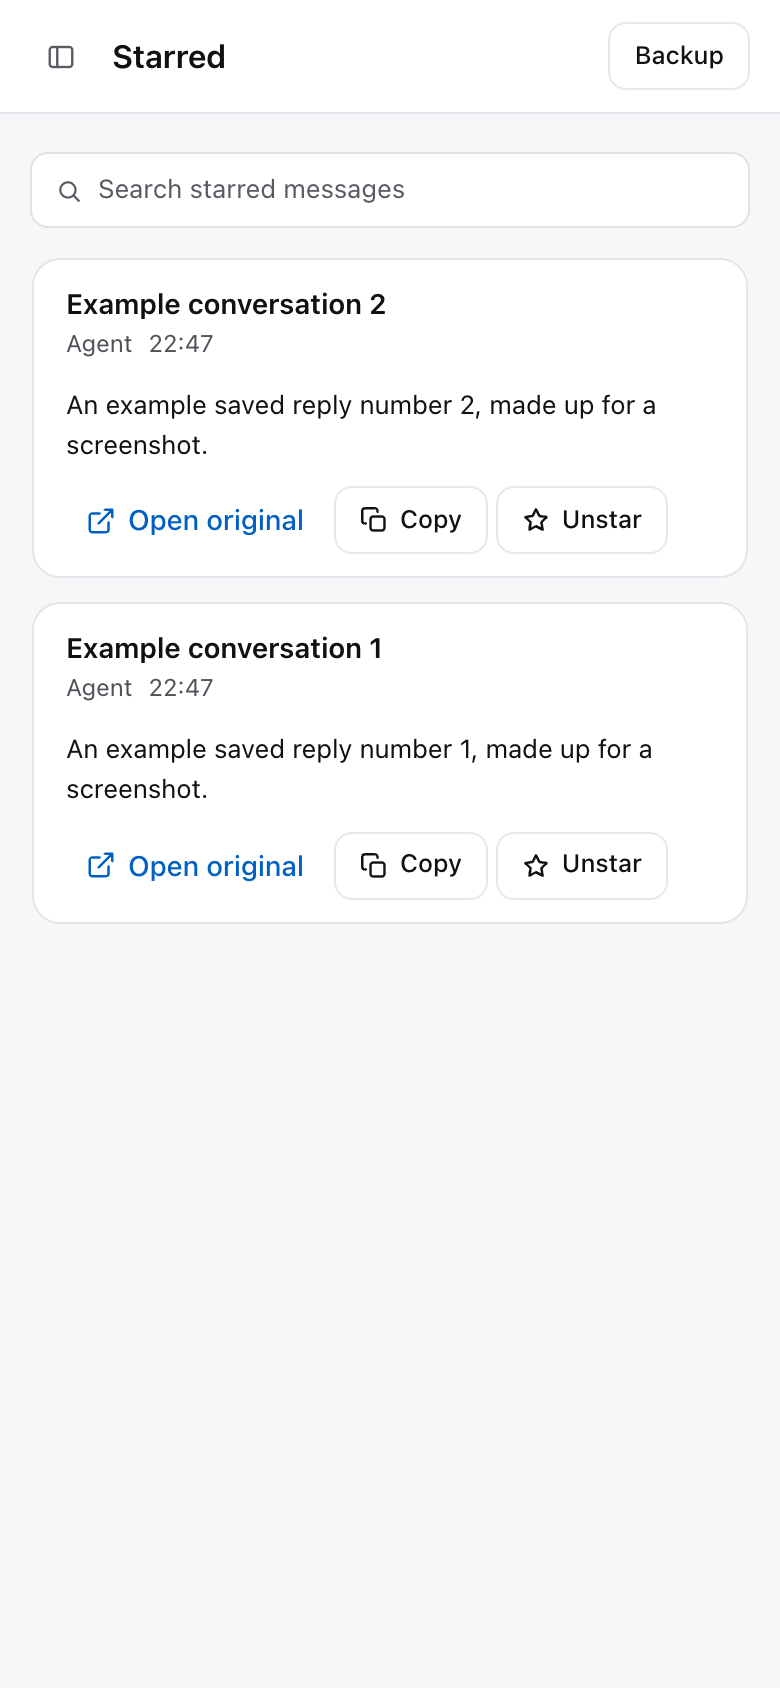 Starred
Backup
Search starred messages
Example conversation 2
Agent 22:47
An example saved reply number 2, made up for a
screenshot.
Open original
Copy
Unstar
Example conversation 1
Agent 22:47
An example saved reply number 1, made up for a
screenshot.
Open original
Copy
Unstar